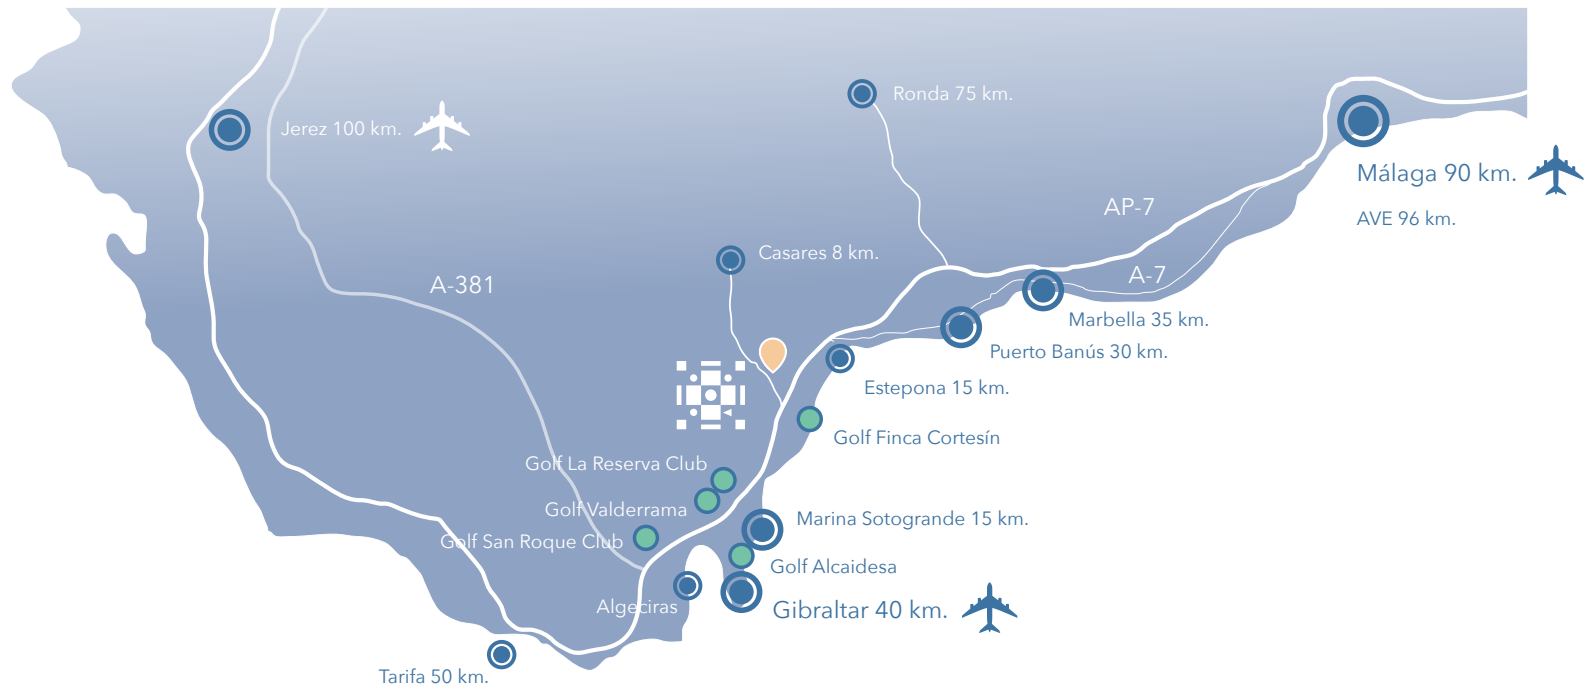 Ronda 75 km.
Jerez 100 km.
Málaga 90 km.
AP-7
AVE 96 km.
Casares 8 km.
A-7
A-381
Marbella 35 km.
Puerto Banús 30 km.
Estepona 15 km.
Golf Finca Cortesín
Golf La Reserva Club
Golf Valderrama
Marina Sotogrande 15 km.
Golf San Roque Club
Golf Alcaidesa
Algeciras
Gibraltar 40 km.
Tarifa 50 km.